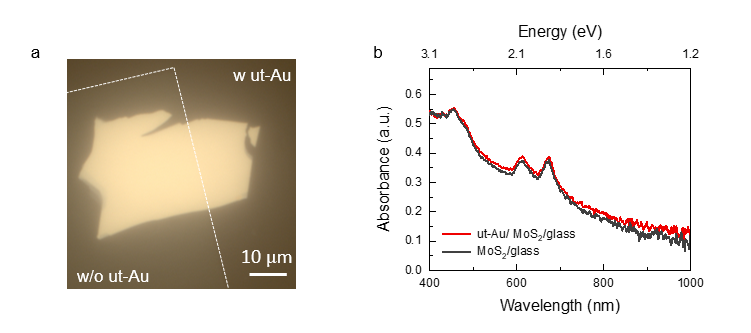 a
w ut-Au
w/o ut-Au
10 µm
b
Energy (eV)
3.1 2.1 1.6 1.2
Absorbance (a.u.)
0.6
0.5
0.4
0.3
0.2
0.1
0.0
ut-Au/ MoS₂/glass
MoS₂/glass
400 600 800 1000
Wavelength (nm)